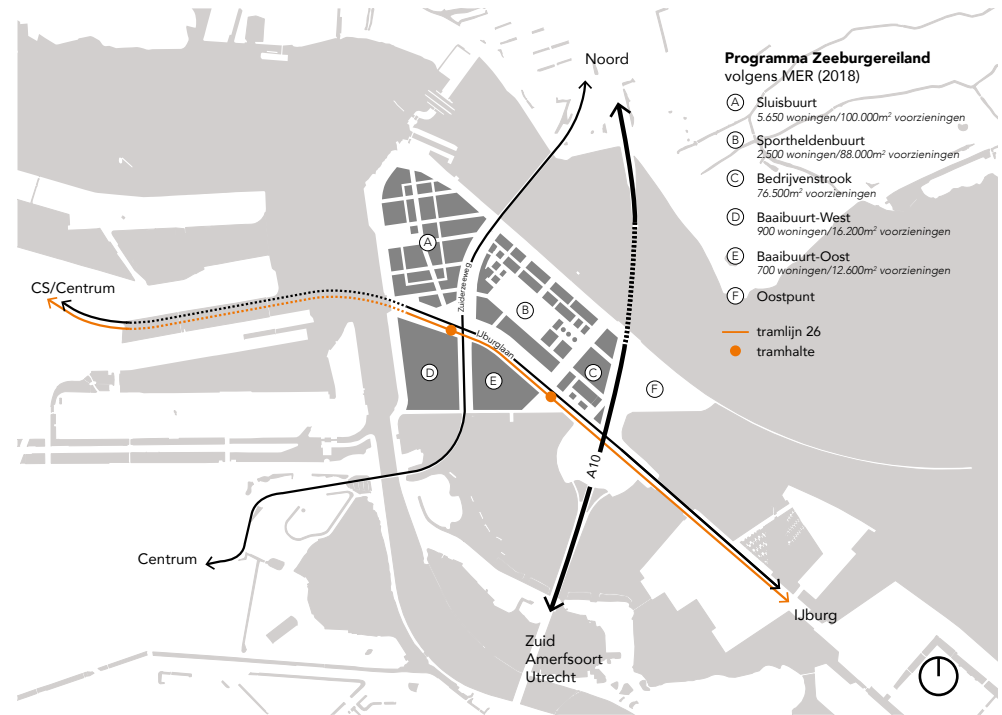 Noord
Programma Zeeburgereiland
volgens MER (2018)
A Sluisbuurt
5.650 woningen/100.000m² voorzieningen
B Sportheldenbuurt
2.500 woningen/88.000m² voorzieningen
C Bedrijvenstrook
76.500m² voorzieningen
D Baaibuurt-West
900 woningen/16.200m² voorzieningen
E Baaibuurt-Oost
700 woningen/12.600m² voorzieningen
F Oostpunt
tramlijn 26
tramhalte
A
Zuiderzeeweg
CS/Centrum
B
IJburglaan
D
E
C
F
A10
Centrum
IJburg
Zuid
Amerfsoort
Utrecht